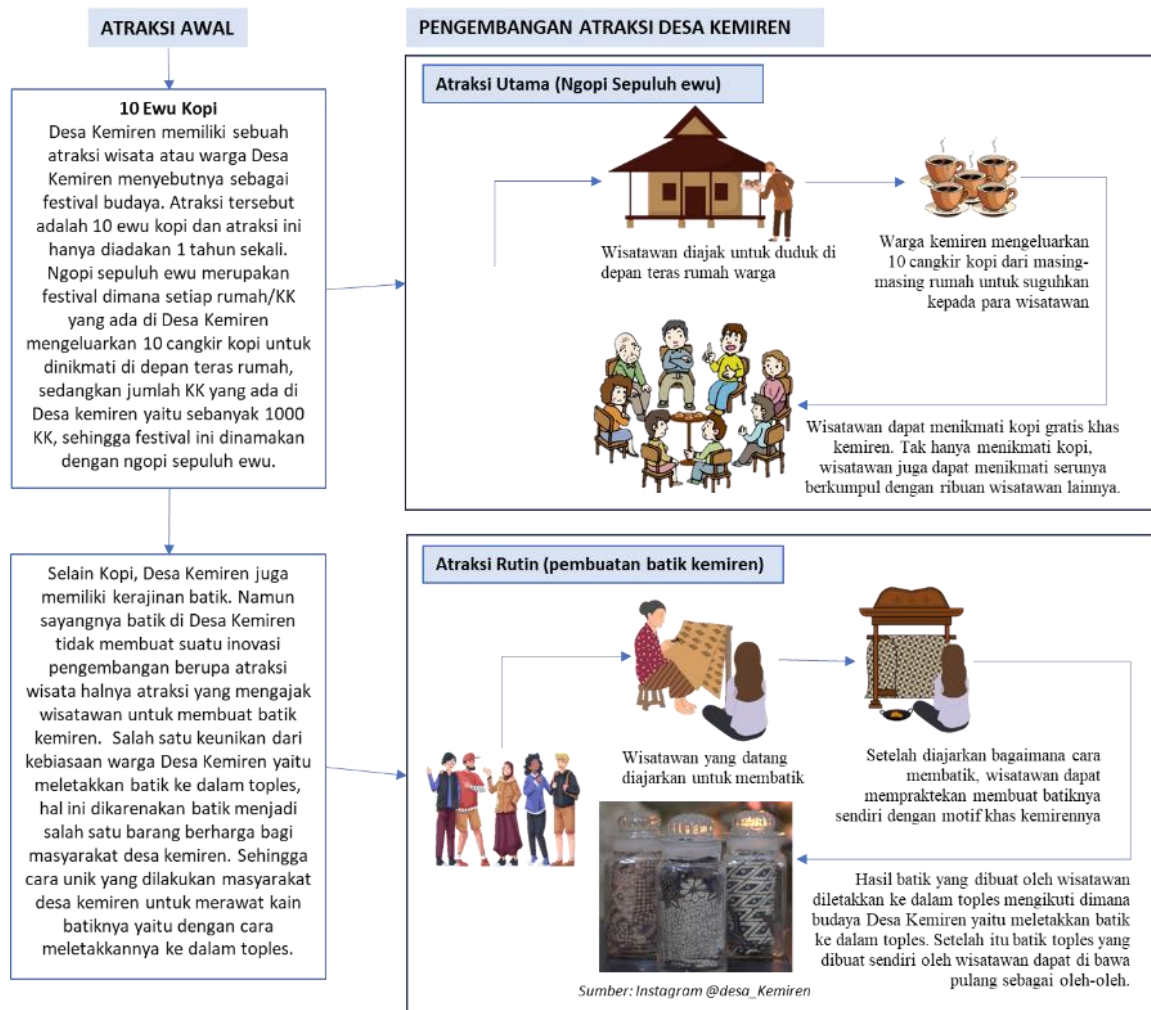 ATRAKSI AWAL
10 Ewu Kopi
Desa Kemiren memiliki sebuah
atraksi wisata atau warga Desa
Kemiren menyebutnya sebagai
festival budaya. Atraksi tersebut
adalah 10 ewu kopi dan atraksi ini
hanya diadakan 1 tahun sekali.
Ngopi sepuluh ewu merupakan
festival dimana setiap rumah/KK
yang ada di Desa Kemiren
mengeluarkan 10 cangkir kopi untuk
dinikmati di depan teras rumah,
sedangkan jumlah KK yang ada di
Desa kemiren yaitu sebanyak 1000
KK, sehingga festival ini dinamakan
dengan ngopi sepuluh ewu.
Selain Kopi, Desa Kemiren juga
memiliki kerajinan batik. Namun
sayangnya batik di Desa Kemiren
tidak membuat suatu inovasi
pengembangan berupa atraksi
wisata halnya atraksi yang mengajak
wisatawan untuk membuat batik
kemiren. Salah satu keunikan dari
kebiasaan warga Desa Kemiren yaitu
meletakkan batik ke dalam toples,
hal ini dikarenakan batik menjadi
salah satu barang berharga bagi
masyarakat desa kemiren. Sehingga
cara unik yang dilakukan masyarakat
desa kemiren untuk merawat kain
batiknya yaitu dengan cara
meletakkannya ke dalam toples.
PENGEMBANGAN ATRAKSI DESA KEMIREN
Atraksi Utama (Ngopi Sepuluh ewu)
Wisatawan diajak untuk duduk di
depan teras rumah warga
Warga kemiren mengeluarkan
10 cangkir kopi dari masing-
masing rumah untuk suguhkan
kepada para wisatawan
Wisatawan dapat menikmati kopi gratis khas
kemiren. Tak hanya menikmati kopi,
wisatawan juga dapat menikmati serunya
berkumpul dengan ribuan wisatawan lainnya.
Atraksi Rutin (pembuatan batik kemiren)
Wisatawan yang datang
diajarkan untuk membatik
Setelah diajarkan bagaimana cara
membatik, wisatawan dapat
mempraktekan membuat batiknya
sendiri dengan motif khas kemirennya
Hasil batik yang dibuat oleh wisatawan
diletakkan ke dalam toples mengikuti dimana
budaya Desa Kemiren yaitu meletakkan batik
ke dalam toples. Setelah itu batik toples yang
dibuat sendiri oleh wisatawan dapat di bawa
pulang sebagai oleh-oleh.
Sumber: Instagram @desa_Kemiren